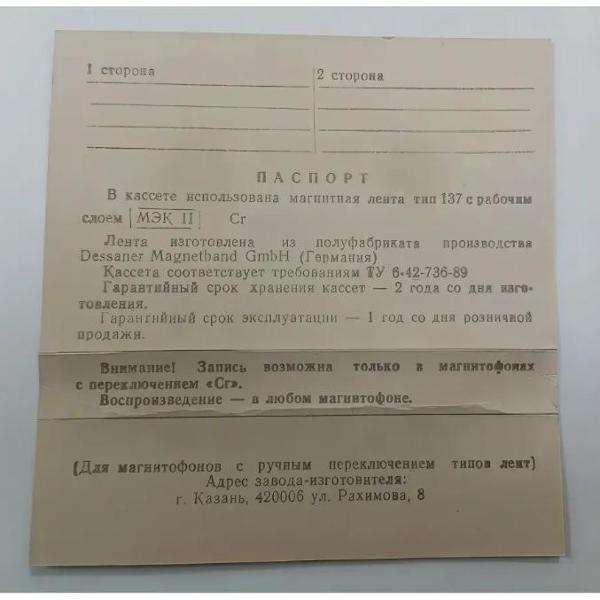 1 сторона
2 сторона
ПАСПОРТ
В кассете использована магнитная лента тип 137 с рабочим
слоем МЭК II Cr
Лента изготовлена из полуфабриката производства
Dessaner Magnetband GmbH (Германия)
Кассета соответствует требованиям ТУ 6-42-736-89
Гарантийный срок хранения кассет — 2 года со дня изго-
товления.
Гарантийный срок эксплуатации — 1 год со дня розничной
продажи.
Внимание! Запись возможна только в магнитофонах
с переключением «Cr».
Воспроизведение — в любом магнитофоне.
(Для магнитофонов с ручным переключением типов лент)
Адрес завода-изготовителя:
г. Казань, 420006 ул. Рахимова, 8